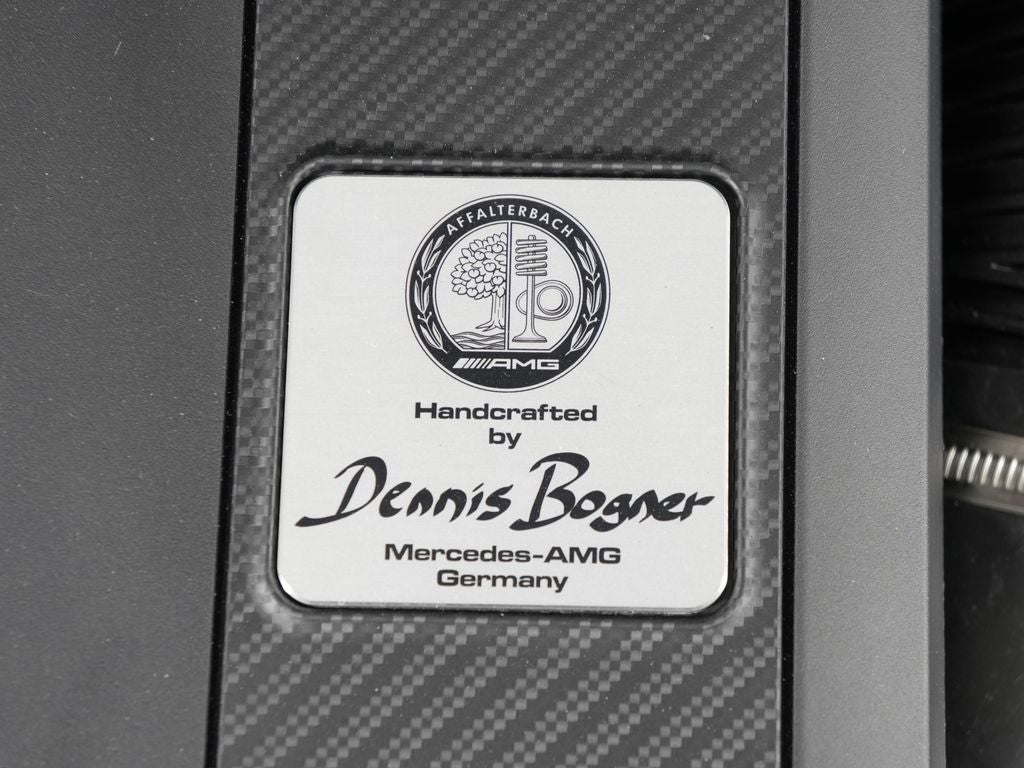 AFFALTERBACH
AMG
Handcrafted
by
Dennis Bogner
Mercedes-AMG
Germany